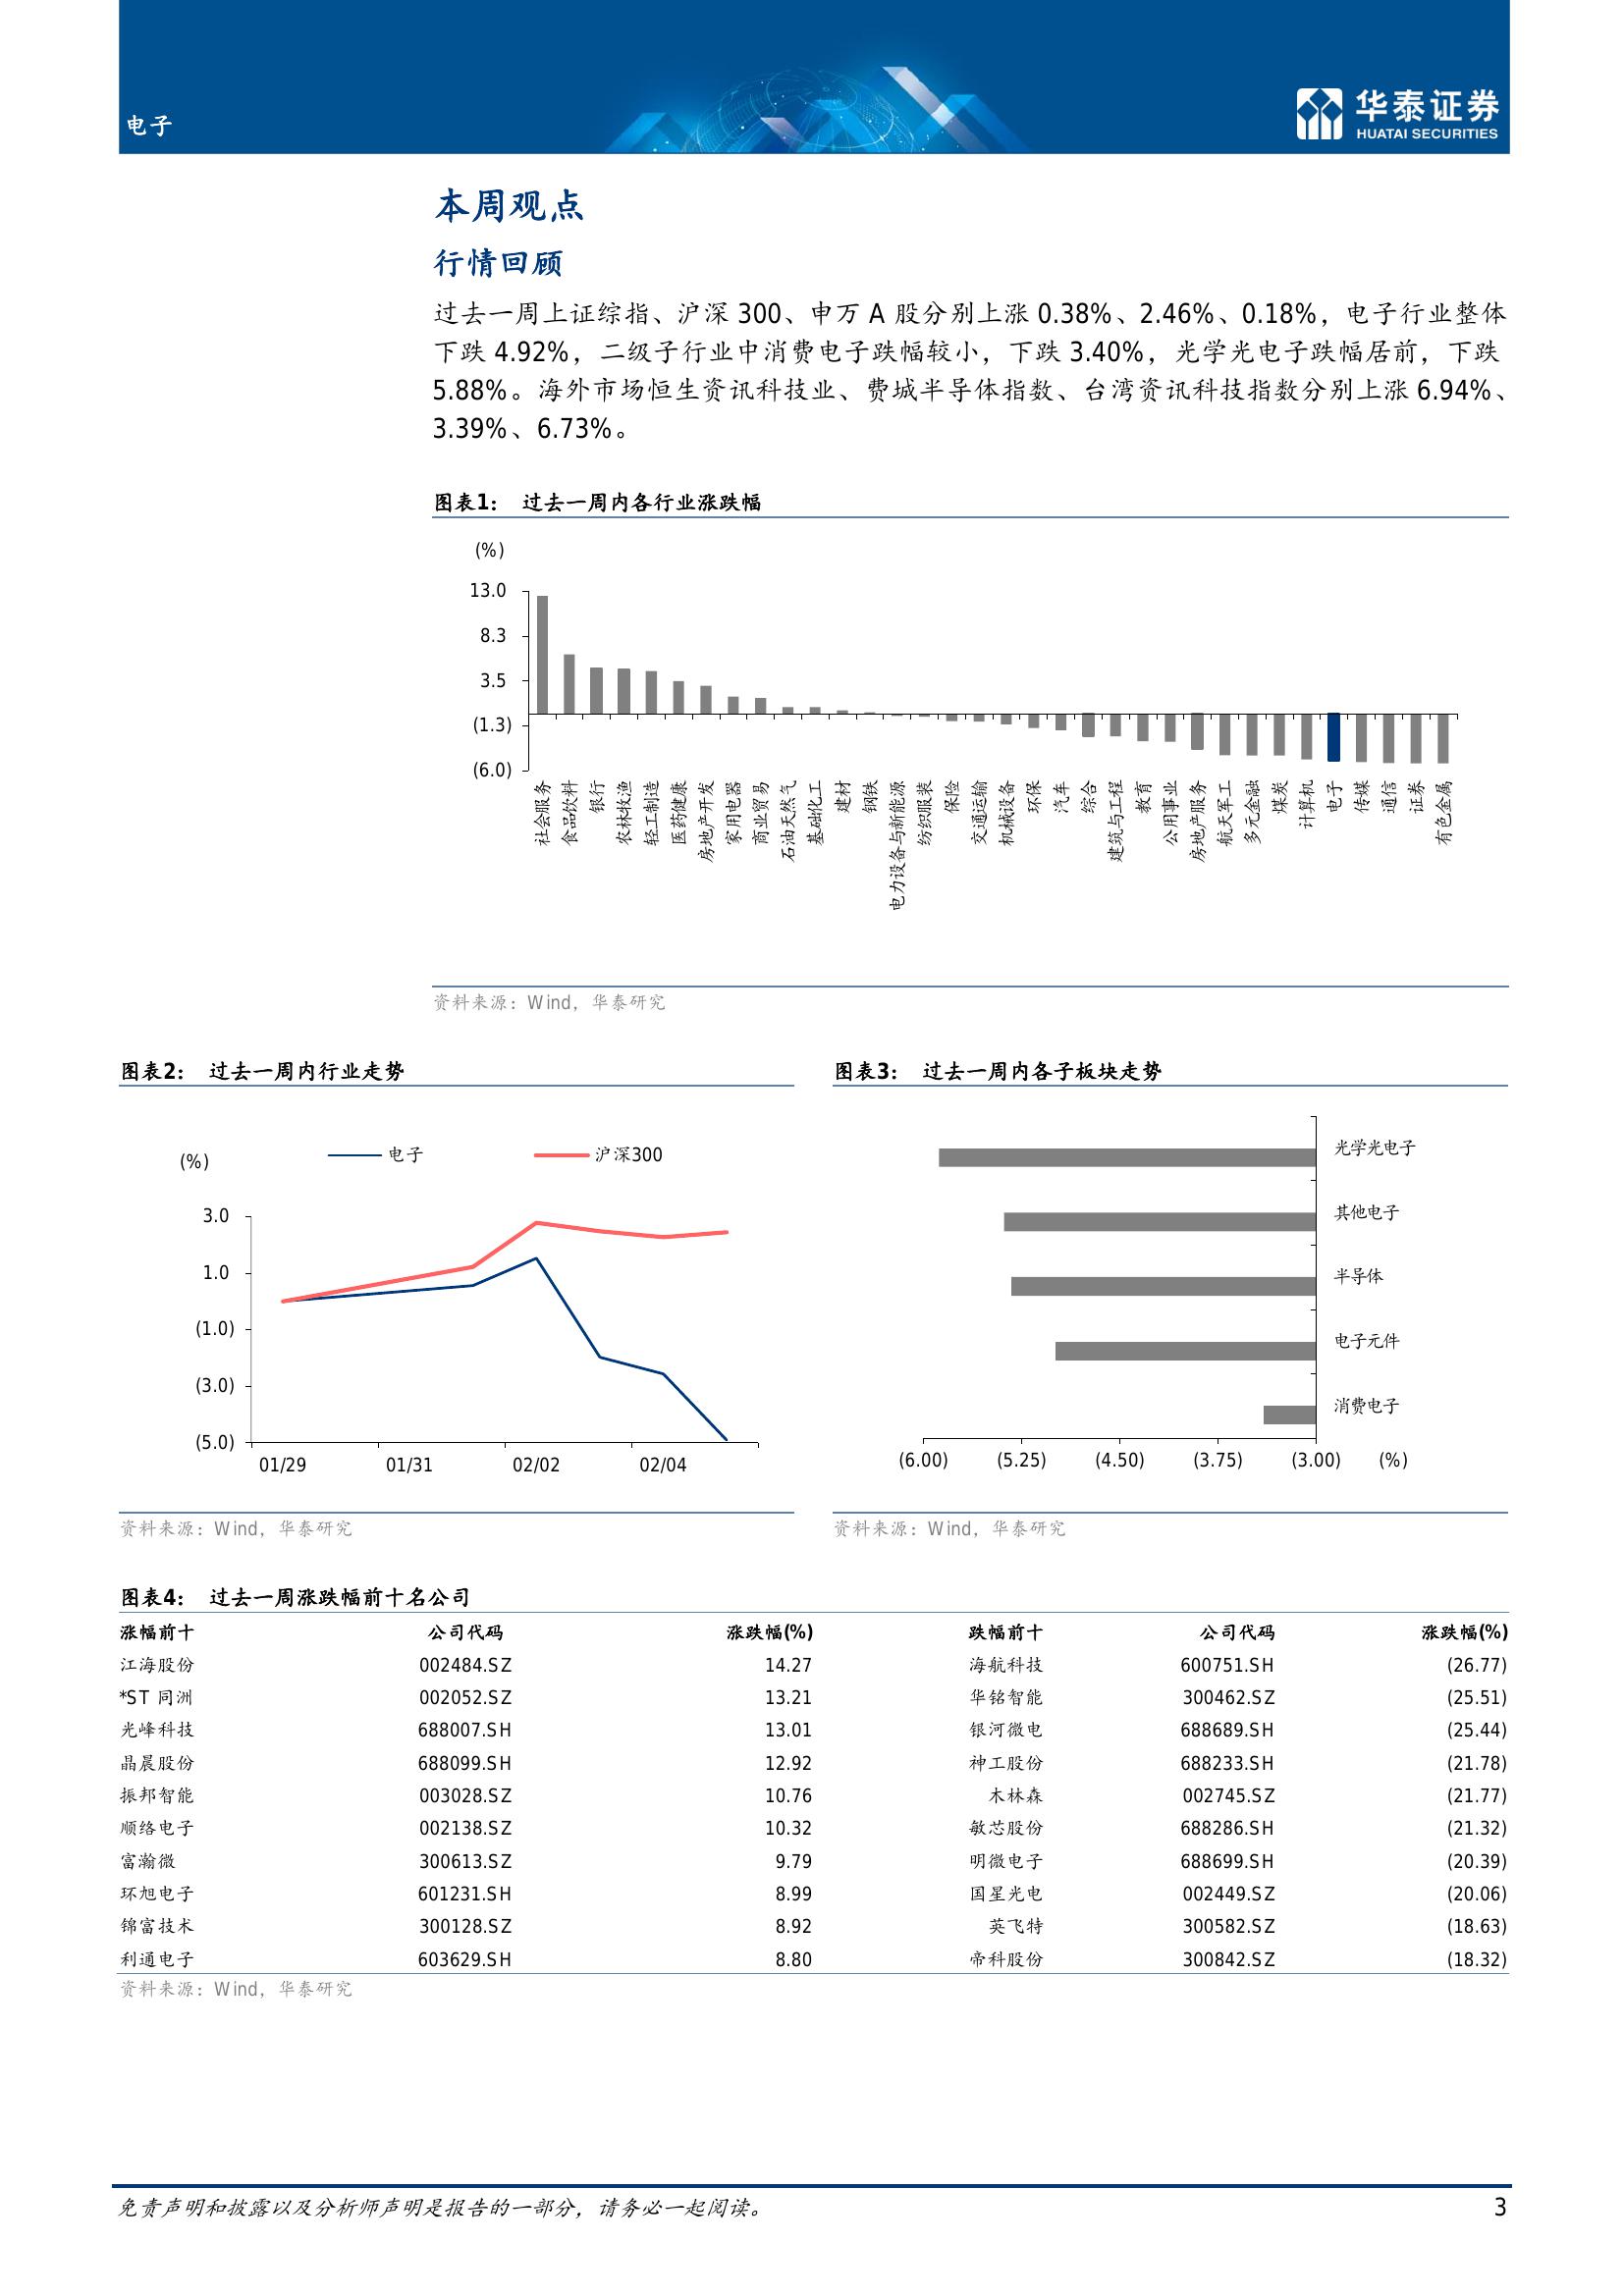 电子
华泰证券
HUATAI SECURITIES
本周观点
行情回顾
过去一周上证综指、沪深 300、申万 A 股分别上涨 0.38%、2.46%、0.18%，电子行业整体
下跌 4.92%，二级子行业中消费电子跌幅较小，下跌 3.40%，光学光电子跌幅居前，下跌
5.88%。海外市场恒生资讯科技业、费城半导体指数、台湾资讯科技指数分别上涨 6.94%、
3.39%、6.73%。
图表1： 过去一周内各行业涨跌幅
(%)
13.0
8.3
3.5
(1.3)
(6.0)
社会服务
食品饮料
银行
农林牧渔
轻工制造
医药健康
房地产开发
家用电器
商业贸易
石油天然气
基础化工
建材
钢铁
电力设备与新能源
纺织服装
保险
交通运输
机械设备
环保
汽车
综合
建筑与工程
教育
公用事业
房地产服务
航天军工
多元金融
煤炭
计算机
电子
传媒
通信
证券
有色金属
资料来源：Wind，华泰研究
图表2： 过去一周内行业走势
(%)
电子
沪深300
3.0
1.0
(1.0)
(3.0)
(5.0)
01/29 01/31 02/02 02/04
资料来源：Wind，华泰研究
图表3： 过去一周内各子板块走势
光学光电子
其他电子
半导体
电子元件
消费电子
(6.00) (5.25) (4.50) (3.75) (3.00) (%)
资料来源：Wind，华泰研究
图表4： 过去一周涨跌幅前十名公司
涨幅前十 公司代码 涨跌幅(%) 跌幅前十 公司代码 涨跌幅(%)
江海股份 002484.SZ 14.27 海航科技 600751.SH (26.77)
*ST 同洲 002052.SZ 13.21 华铭智能 300462.SZ (25.51)
光峰科技 688007.SH 13.01 银河微电 688689.SH (25.44)
晶晨股份 688099.SH 12.92 神工股份 688233.SH (21.78)
振邦智能 003028.SZ 10.76 木林森 002745.SZ (21.77)
顺络电子 002138.SZ 10.32 敏芯股份 688286.SH (21.32)
富瀚微 300613.SZ 9.79 明微电子 688699.SH (20.39)
环旭电子 601231.SH 8.99 国星光电 002449.SZ (20.06)
锦富技术 300128.SZ 8.92 英飞特 300582.SZ (18.63)
利通电子 603629.SH 8.80 帝科股份 300842.SZ (18.32)
资料来源：Wind，华泰研究
免责声明和披露以及分析师声明是报告的一部分，请务必一起阅读。
3